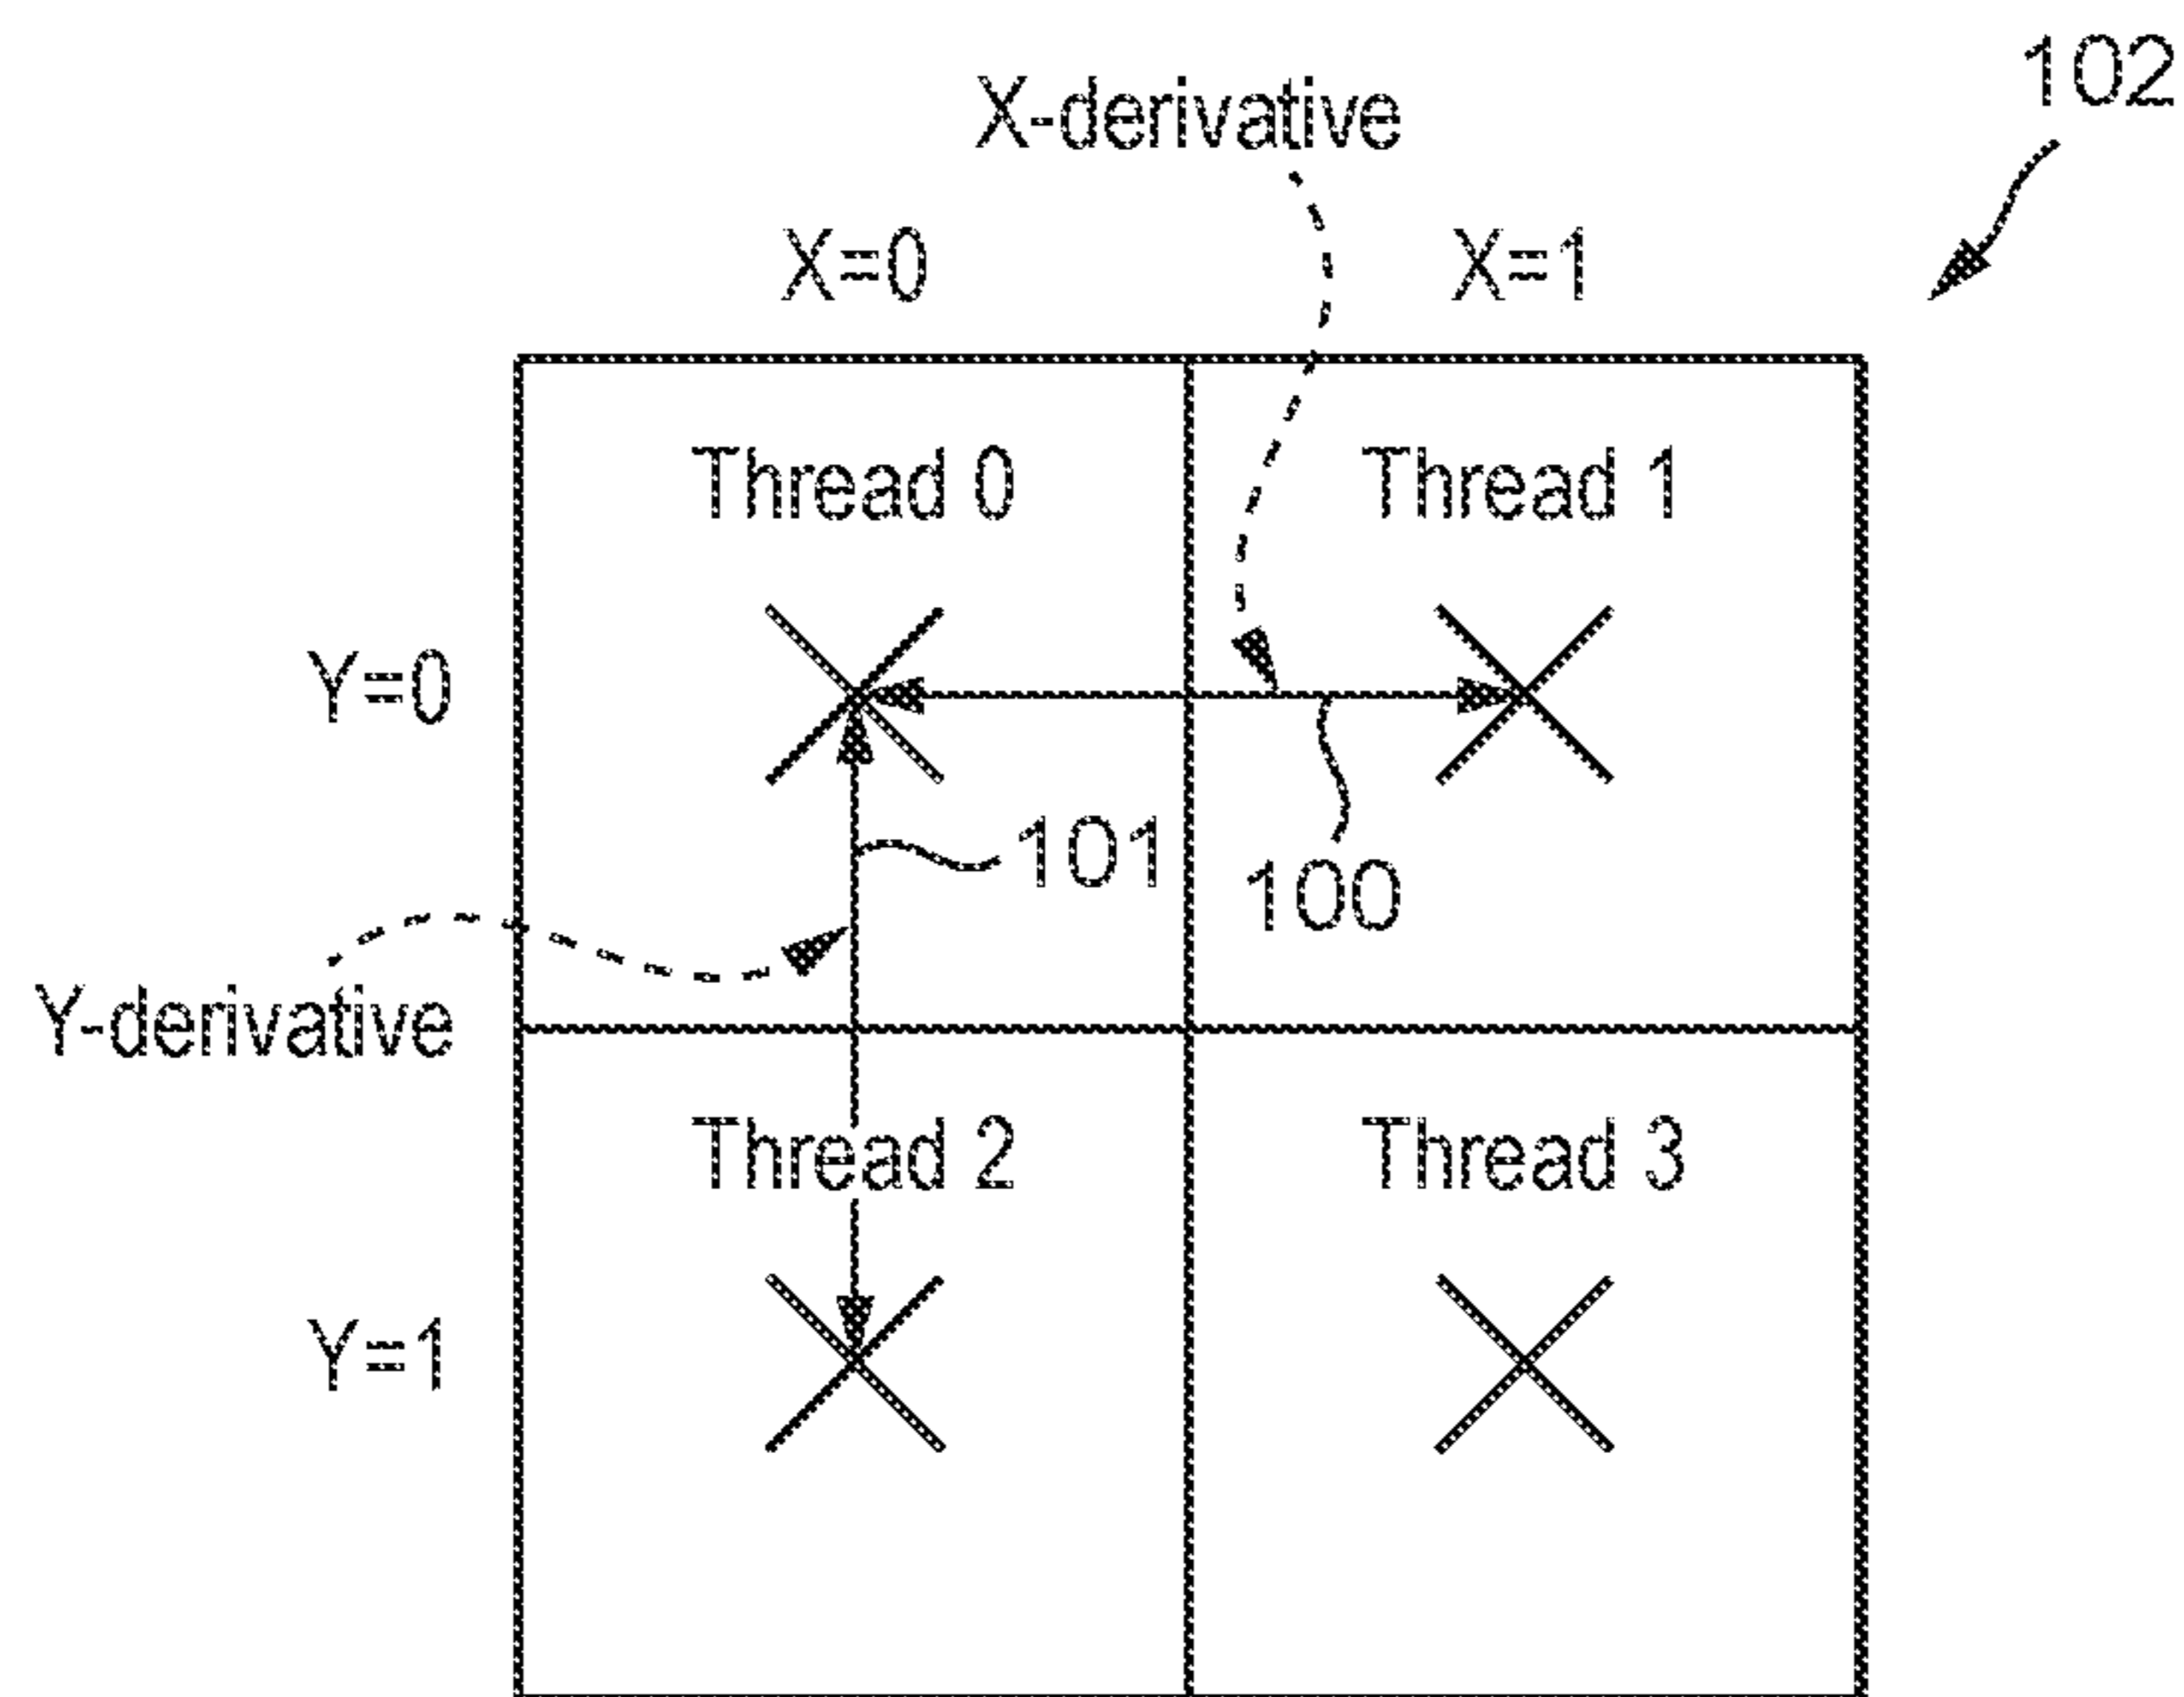 102
X-derivative
X=0
X=1
Thread 0
Thread 1
Y=0
101
100
Y-derivative
Thread 2
Thread 3
Y=1